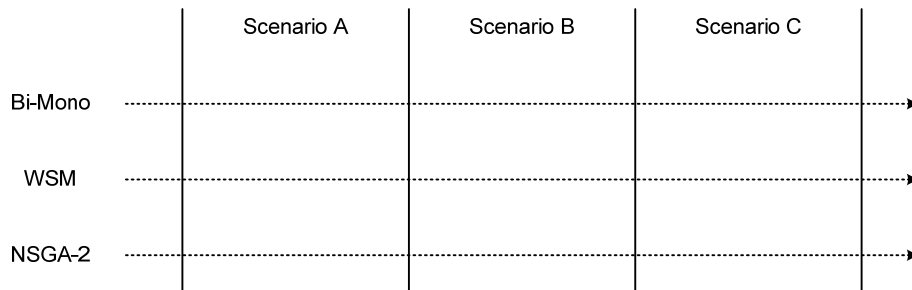 Scenario A Scenario B Scenario C
Bi-Mono
WSM
NSGA-2